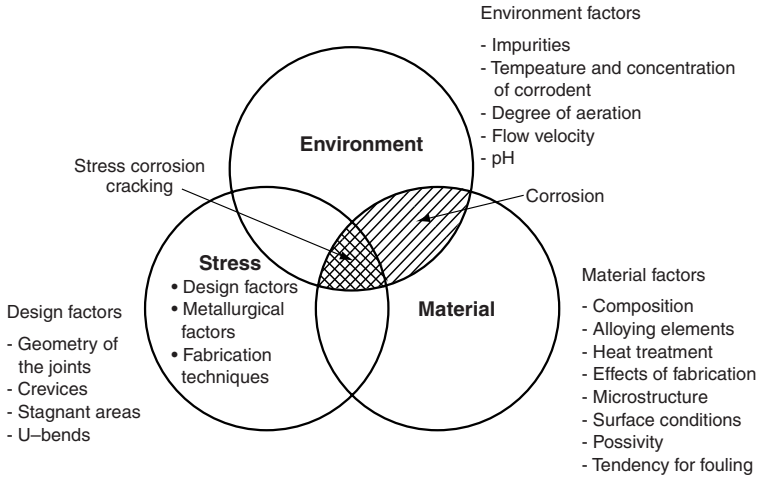 Environment factors
- Impurities
- Tempeature and concentration
of corrodent
- Degree of aeration
- Flow velocity
- pH
Environment
Stress corrosion
cracking
Corrosion
Stress
• Design factors
• Metallurgical
factors
• Fabrication
techniques
Material
Design factors
- Geometry of
the joints
- Crevices
- Stagnant areas
- U–bends
Material factors
- Composition
- Alloying elements
- Heat treatment
- Effects of fabrication
- Microstructure
- Surface conditions
- Possivity
- Tendency for fouling